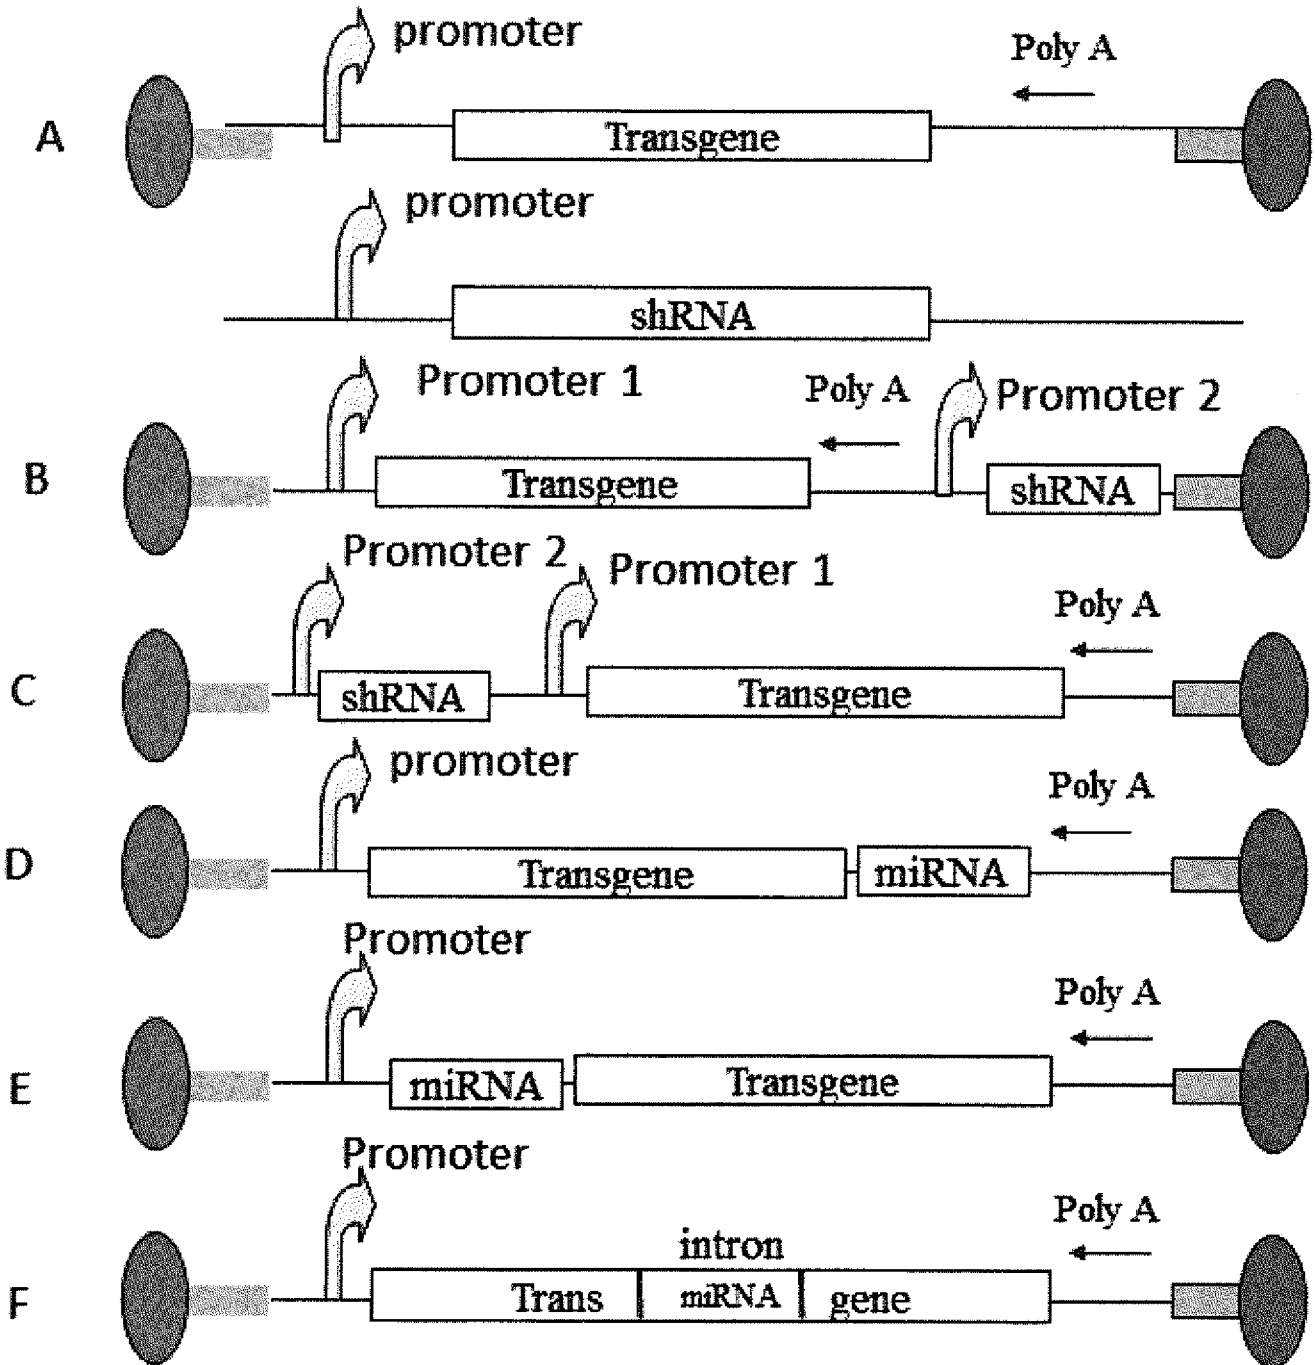 promoter
Poly A
A
Transgene
promoter
shRNA
Promoter 1
Poly A
Promoter 2
B
Transgene
shRNA
Promoter 2
Promoter 1
Poly A
C
shRNA
Transgene
promoter
Poly A
D
Transgene
miRNA
Promoter
Poly A
E
miRNA
Transgene
Promoter
Poly A
intron
F
Trans
miRNA
gene